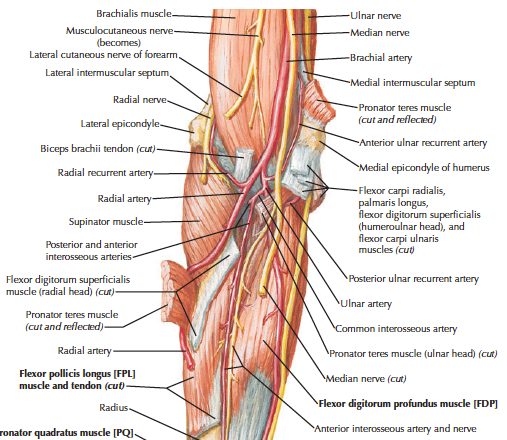 Brachialis muscle
Musculocutaneous nerve
(becomes)
Lateral cutaneous nerve of forearm
Lateral intermuscular septum
Radial nerve
Lateral epicondyle
Biceps brachii tendon (cut)
Radial recurrent artery
Radial artery
Supinator muscle
Posterior and anterior
interosseous arteries
Flexor digitorum superficialis
muscle (radial head) (cut)
Pronator teres muscle
(cut and reflected)
Radial artery
Flexor pollicis longus [FPL]
muscle and tendon (cut)
Radius
ronator quadratus muscle [PQ]
Ulnar nerve
Median nerve
Brachial artery
Medial intermuscular septum
Pronator teres muscle
(cut and reflected)
Anterior ulnar recurrent artery
Medial epicondyle of humerus
Flexor carpi radialis,
palmaris longus,
flexor digitorum superficialis
(humeroulnar head), and
flexor carpi ulnaris
muscles (cut)
Posterior ulnar recurrent artery
Ulnar artery
Common interosseous artery
Pronator teres muscle (ulnar head) (cut)
Median nerve (cut)
Flexor digitorum profundus muscle [FDP]
Anterior interosseous artery and nerve